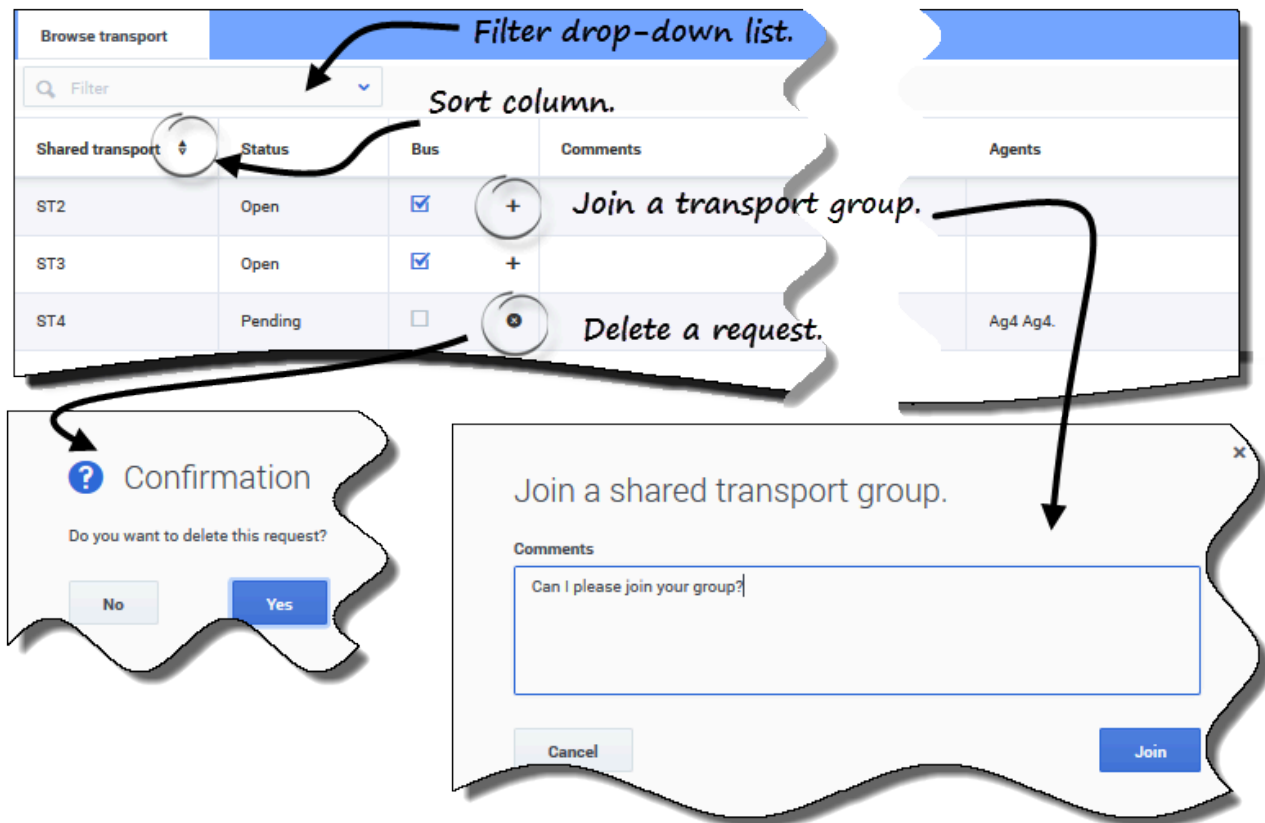 Browse transport
Filter drop-down list.
Filter
Sort column.
Shared transport Status Bus Comments Agents
ST2 Open + Join a transport group.
ST3 Open +
ST4 Pending Delete a request. Ag4 Ag4.
? Confirmation
Do you want to delete this request?
No Yes
×
Join a shared transport group.
Comments
Can I please join your group?
Cancel Join